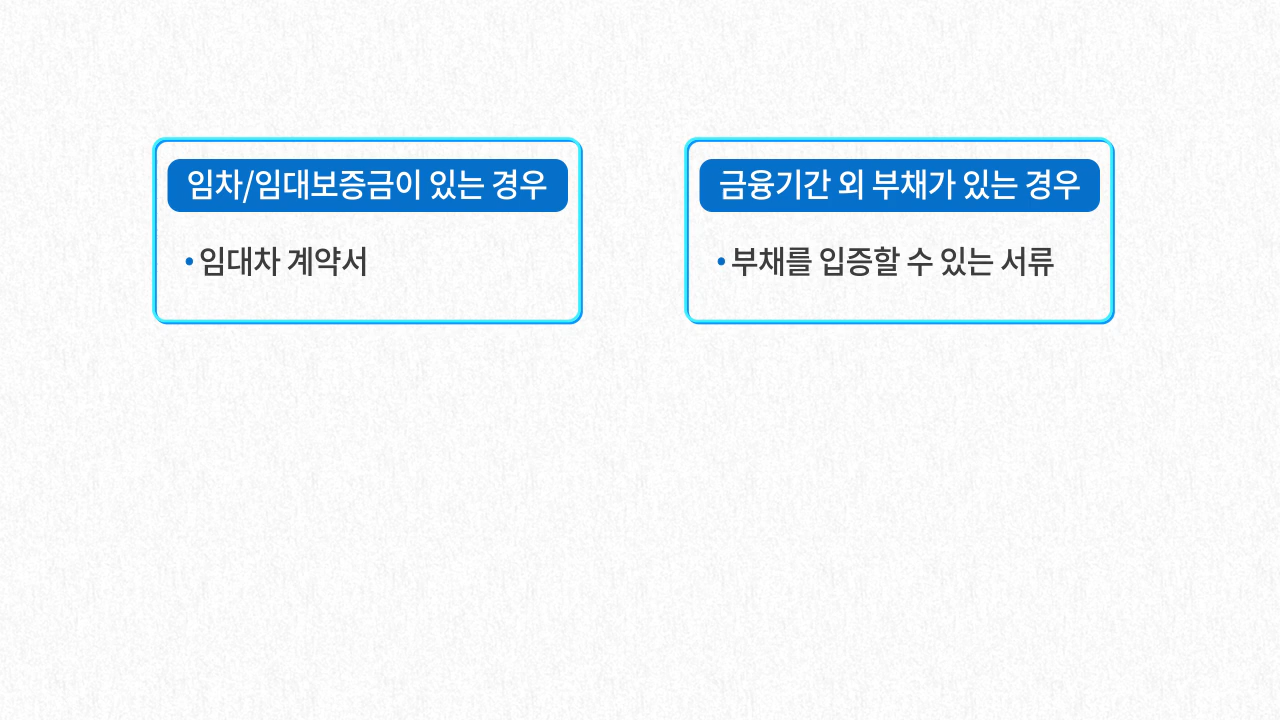 임차/임대보증금이 있는 경우
• 임대차 계약서
금융기간 외 부채가 있는 경우
• 부채를 입증할 수 있는 서류